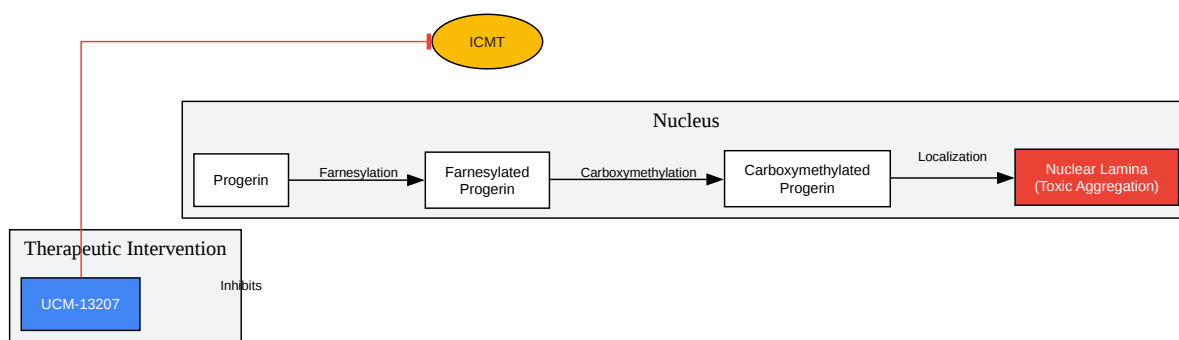 ICMT
Nucleus
Progerin
Farnesylation
Farnesylated
Progerin
Carboxymethylation
Carboxymethylated
Progerin
Localization
Nuclear Lamina
(Toxic Aggregation)
Therapeutic Intervention
UCM-13207
Inhibits